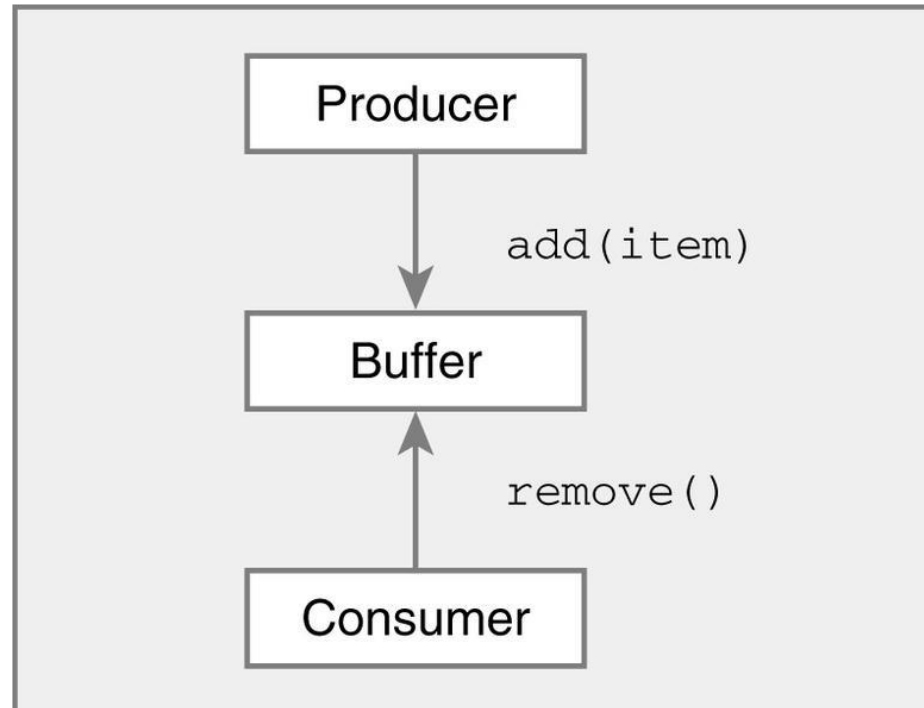 Producer
add(item)
Buffer
remove()
Consumer